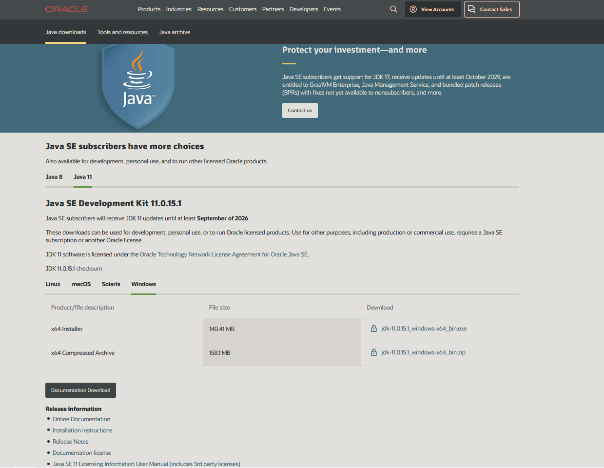 ORACLE
Products Industries Resources Customers Partners Developers Events
View Accounts
Contact Sales
Java downloads Tools and resources Java archive
Java
Protect your investment—and more
Java SE subscribers get support for JDK 17, receive updates until at least October 2029, are
entitled to GraalVM Enterprise, Java Management Service, and bundled patch releases
(BPRs) with fixes not yet available to nonsubscribers, and more.
Contact us
Java SE subscribers have more choices
Also available for development, personal use, and to run other licensed Oracle products.
Java 8 Java 11
Java SE Development Kit 11.0.15.1
Java SE subscribers will receive JDK 11 updates until at least September of 2026.
These downloads can be used for development, personal use, or to run Oracle licensed products. Use for other purposes, including production or commercial use, requires a Java SE
subscription or another Oracle license
JDK 11 software is licensed under the Oracle Technology Network License Agreement for Oracle Java SE.
JDK 11.0.15.1 checksum
Linux macOS Solaris Windows
Product/file description File size Download
x64 Installer 140.41 MB jdk-11.0.15.1_windows-x64_bin.exe
x64 Compressed Archive 158.1 MB jdk-11.0.15.1_windows-x64_bin.zip
Documentation Download
Release information
Online Documentation
Installation Instructions
Release Notes
Documentation license
Java SE 11 Licensing Information User Manual (includes 3rd party licenses)